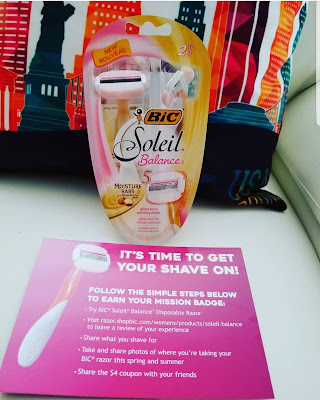 NEW
NOUVEAU
2
BiC
Soleil
Balance
5
MOISTURE
BARS
IT'S TIME TO GET
YOUR SHAVE ON!
FOLLOW THE SIMPLE STEPS BELOW
TO EARN YOUR MISSION BADGE:
- Try BIC® Soleil® Balance™ Disposable Razor
- Visit razor.shopbic.com/womens/products/soleil-balance
to leave a review of your experience
- Share what you shave for
- Take and share photos of where you're taking your
BIC® razor this spring and summer
- Share the $4 coupon with your friends